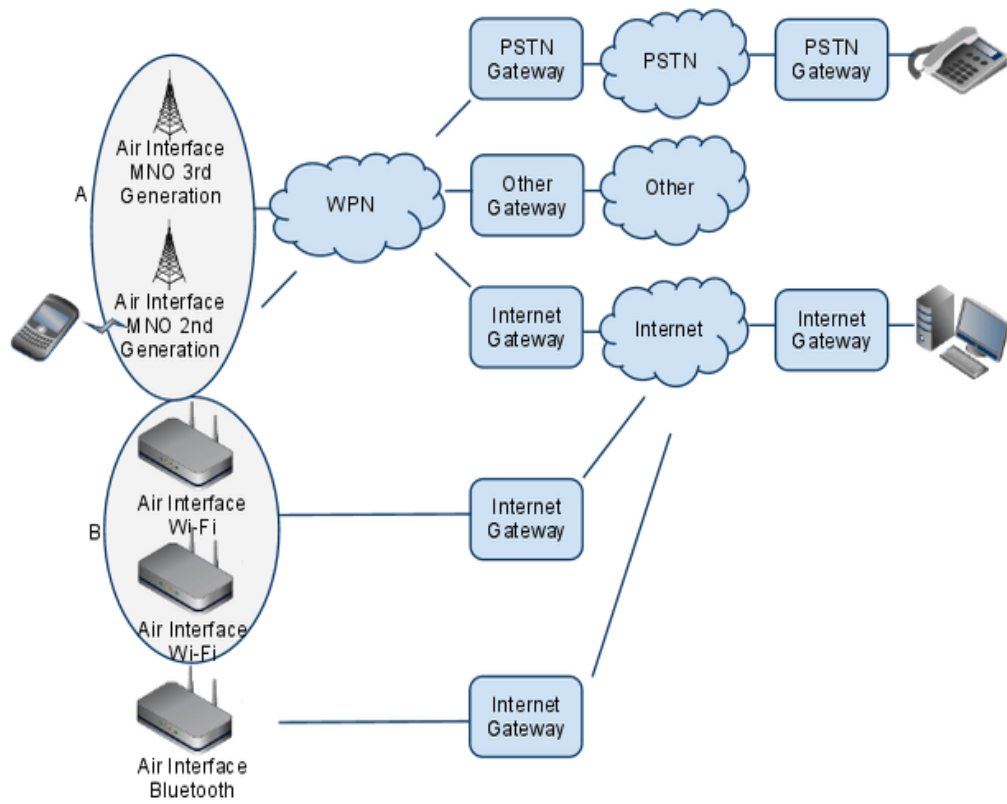 PSTN
Gateway
PSTN
PSTN
Gateway
A
Air Interface
MNO 3rd
Generation
WPN
Other
Gateway
Other
Air Interface
MNO 2nd
Generation
Internet
Gateway
Internet
Internet
Gateway
B
Air Interface
Wi-Fi
Internet
Gateway
Air Interface
Wi-Fi
Internet
Gateway
Air Interface
Bluetooth